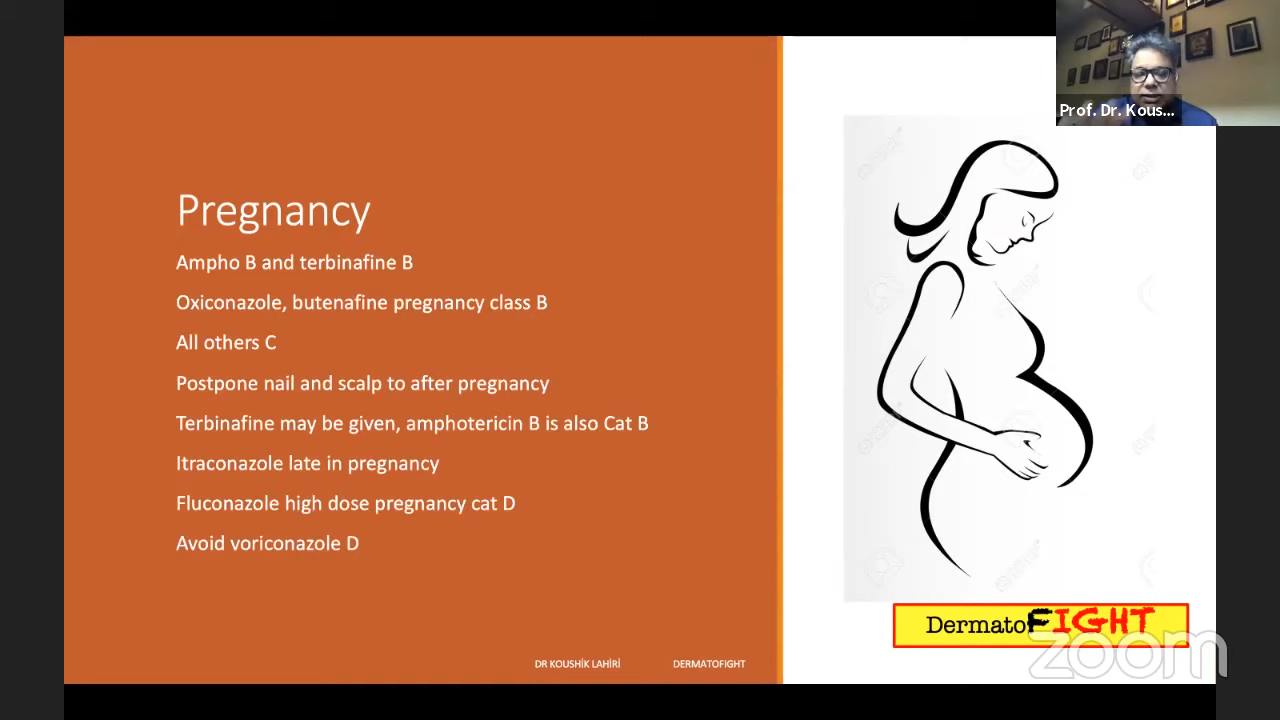 Prof. Dr. Kous...
Pregnancy
Ampho B and terbinafine B
Oxiconazole, butenafine pregnancy class B
All others C
Postpone nail and scalp to after pregnancy
Terbinafine may be given, amphotericin B is also Cat B
Itraconazole late in pregnancy
Fluconazole high dose pregnancy cat D
Avoid voriconazole D
DermatoFIGHT
DR KOUSHİK LAHİRİ DERMATOFIGHT
zoom